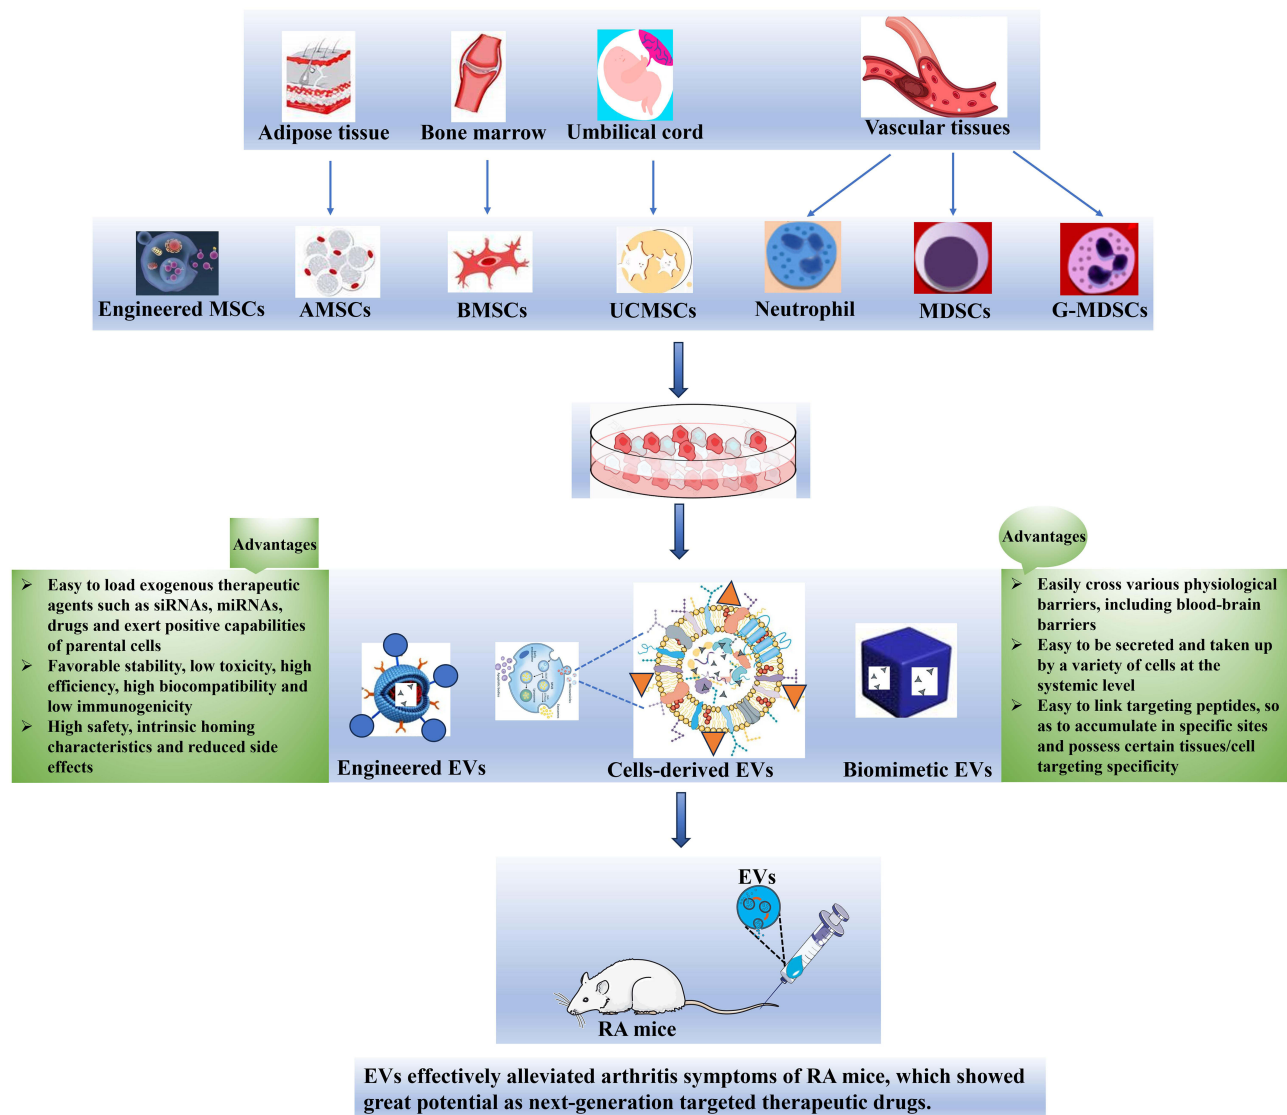 Adipose tissue
Bone marrow
Umbilical cord
Vascular tissues
Engineered MSCs
AMSCs
BMSCs
UCMSCs
Neutrophil
MDSCs
G-MDSCs
Advantages
➢ Easy to load exogenous therapeutic
agents such as siRNAs, miRNAs,
drugs and exert positive capabilities
of parental cells
➢ Favorable stability, low toxicity, high
efficiency, high biocompatibility and
low immunogenicity
➢ High safety, intrinsic homing
characteristics and reduced side
effects
Advantages
➢ Easily cross various physiological
barriers, including blood-brain
barriers
➢ Easy to be secreted and taken up
by a variety of cells at the
systemic level
➢ Easy to link targeting peptides, so
as to accumulate in specific sites
and possess certain tissues/cell
targeting specificity
Engineered EVs
Cells-derived EVs
Biomimetic EVs
EVs
RA mice
EVs effectively alleviated arthritis symptoms of RA mice, which showed
great potential as next-generation targeted therapeutic drugs.